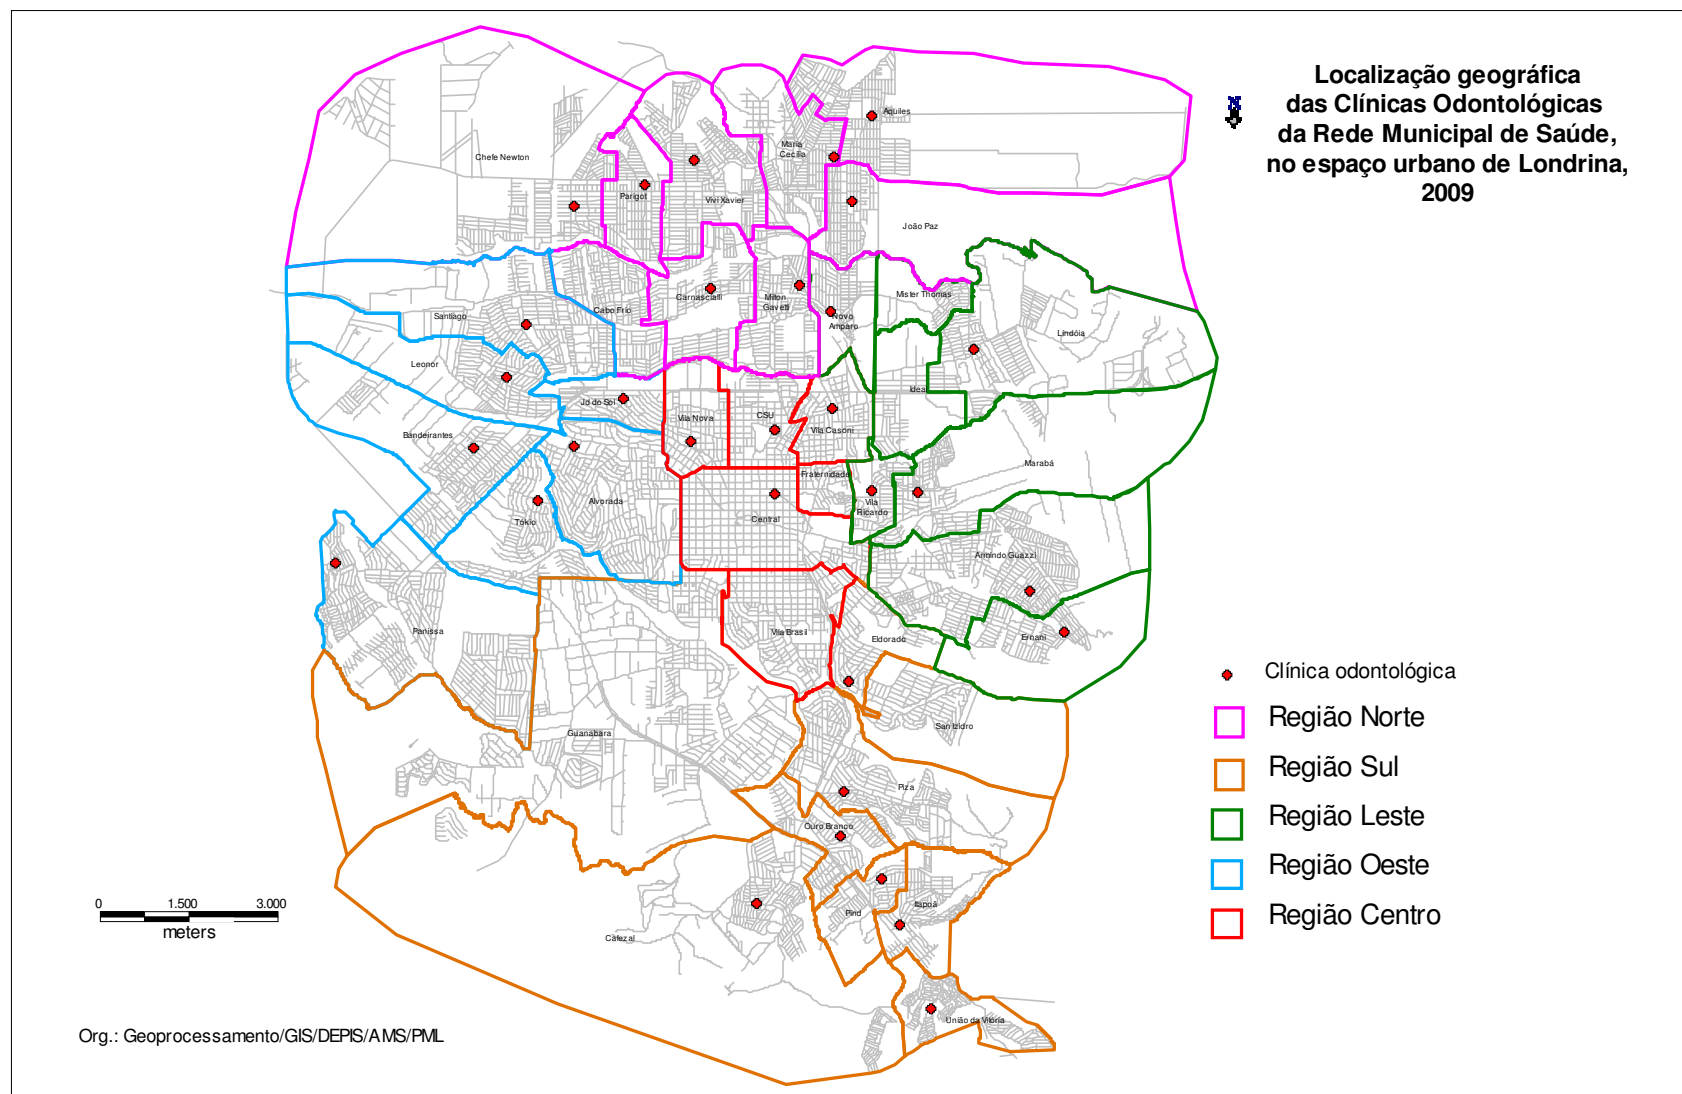 Localização geográfica
das Clínicas Odontológicas
da Rede Municipal de Saúde,
no espaço urbano de Londrina,
2009
N
Aquiles
Maria
Cecília
Chefe Newton
Parigot
Vivi Xavier
João Paz
Mister Thomas
Carnascialli
Milton
Gavetti
Cabo Frio
Santiago
Novo
Amparo
Lindóia
Leonor
Ideal
Jd do Sol
Vila Nova
CSU
Vila Casoni
Bandeirantes
Marabá
Fraternidade
Alvorada
Vila
Ricardo
Tókio
Central
Armindo Guazzi
Panissa
Vila Brasil
Eldorado
Ernani
San Izidro
Guanabara
Piza
Ouro Branco
Itapoá
Pind
Cafezal
União da Vitória
Clínica odontológica
Região Norte
Região Sul
Região Leste
Região Oeste
Região Centro
0 1.500 3.000
meters
Org.: Geoprocessamento/GIS/DEPIS/AMS/PML